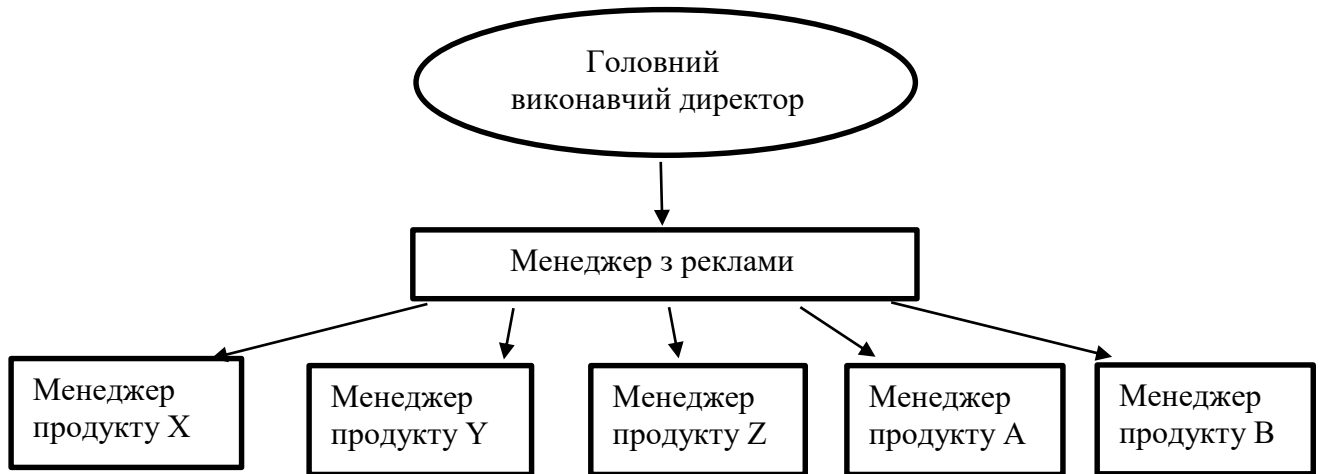 Головний
виконавчий директор
Менеджер з реклами
Менеджер
продукту X
Менеджер
продукту Y
Менеджер
продукту Z
Менеджер
продукту A
Менеджер
продукту B